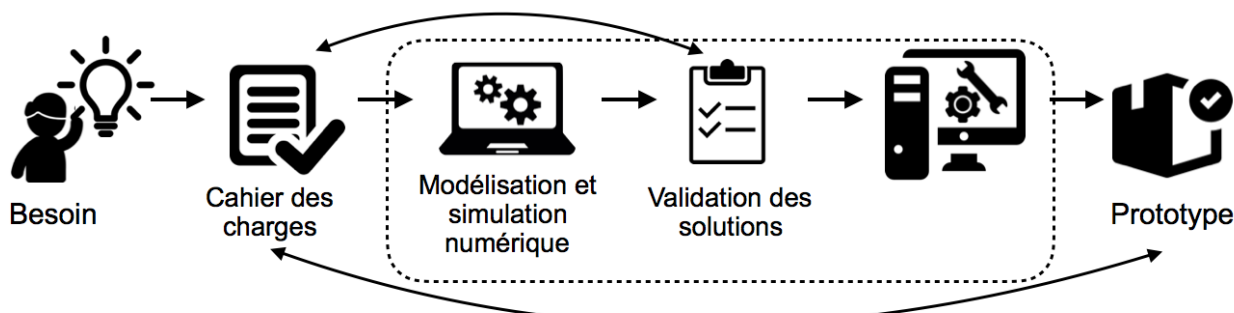 Besoin
Cahier des
charges
Modélisation et
simulation
numérique
Validation des
solutions
Prototype